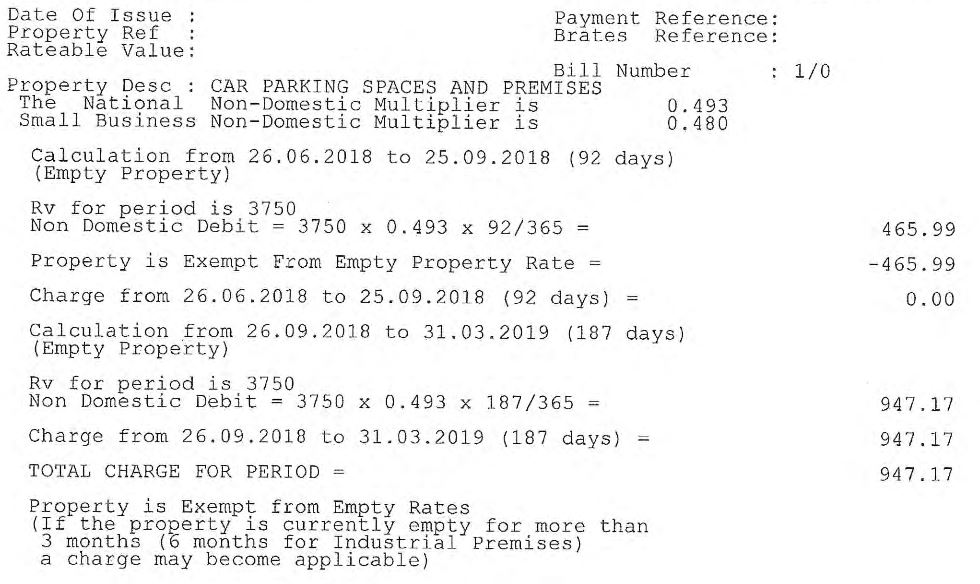 Date Of Issue :
Payment Reference:
Property Ref :
Brates Reference:
Rateable Value:
Bill Number : 1/0
Property Desc : CAR PARKING SPACES AND PREMISES
The National Non-Domestic Multiplier is 0.493
Small Business Non-Domestic Multiplier is 0.480
Calculation from 26.06.2018 to 25.09.2018 (92 days)
(Empty Property)
Rv for period is 3750
Non Domestic Debit = 3750 x 0.493 x 92/365 = 465.99
Property is Exempt From Empty Property Rate = -465.99
Charge from 26.06.2018 to 25.09.2018 (92 days) = 0.00
Calculation from 26.09.2018 to 31.03.2019 (187 days)
(Empty Property)
Rv for period is 3750
Non Domestic Debit = 3750 x 0.493 x 187/365 = 947.17
Charge from 26.09.2018 to 31.03.2019 (187 days) = 947.17
TOTAL CHARGE FOR PERIOD = 947.17
Property is Exempt from Empty Rates
(If the property is currently empty for more than
3 months (6 months for Industrial Premises)
a charge may become applicable)